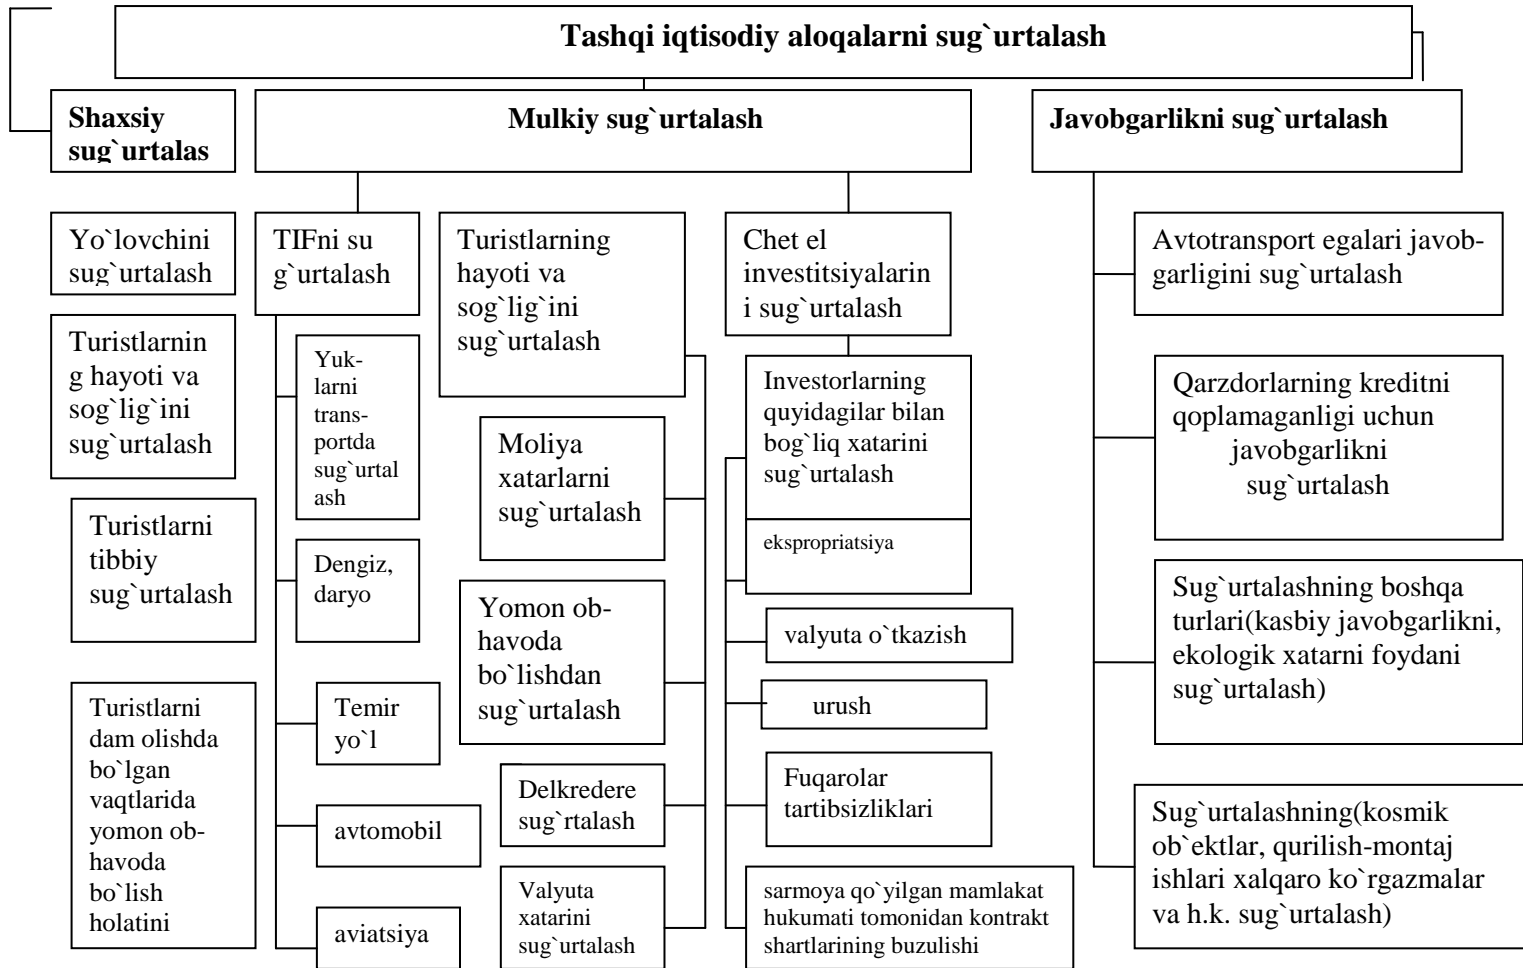 Tashqi iqtisodiy aloqalarni sug`urtalash
Shaxsiy
sug`urtalas
Mulkiy sug`urtalash
Javobgarlikni sug`urtalash
Yo`lovchini
sug`urtalash
Turistlarnin
g hayoti va
sog`lig`ini
sug`urtalash
Turistlarni
tibbiy
sug`urtalash
Turistlarni
dam olishda
bo`lgan
vaqtlarida
yomon ob-
havoda
bo`lish
holatini
TIFni su
g`urtalash
Yuk-
larni
trans-
portda
sug`urtal
ash
Dengiz,
daryo
Temir
yo`l
avtomobil
aviatsiya
Turistlarning
hayoti va
sog`lig`ini
sug`urtalash
Moliya
xatarlarni
sug`urtalash
Yomon ob-
havoda
bo`lishdan
sug`urtalash
Delkredere
sug`rtalash
Valyuta
xatarini
sug`urtalash
Chet el
investitsiyalarin
i sug`urtalash
Investorlarning
quyidagilar bilan
bog`liq xatarini
sug`urtalash
ekspropriatsiya
valyuta o`tkazish
urush
Fuqarolar
tartibsizliklari
sarmoya qo`yilgan mamlakat
hukumati tomonidan kontrakt
shartlarining buzulishi
Avtotransport egalari javob-
garligini sug`urtalash
Qarzdorlarning kreditni
qoplamaganligi uchun
javobgarlikni
sug`urtalash
Sug`urtalashning boshqa
turlari(kasbiy javobgarlikni,
ekologik xatarni foydani
sug`urtalash)
Sug`urtalashning(kosmik
ob`ektlar, qurilish-montaj
ishlari xalqaro ko`rgazmalar
va h.k. sug`urtalash)